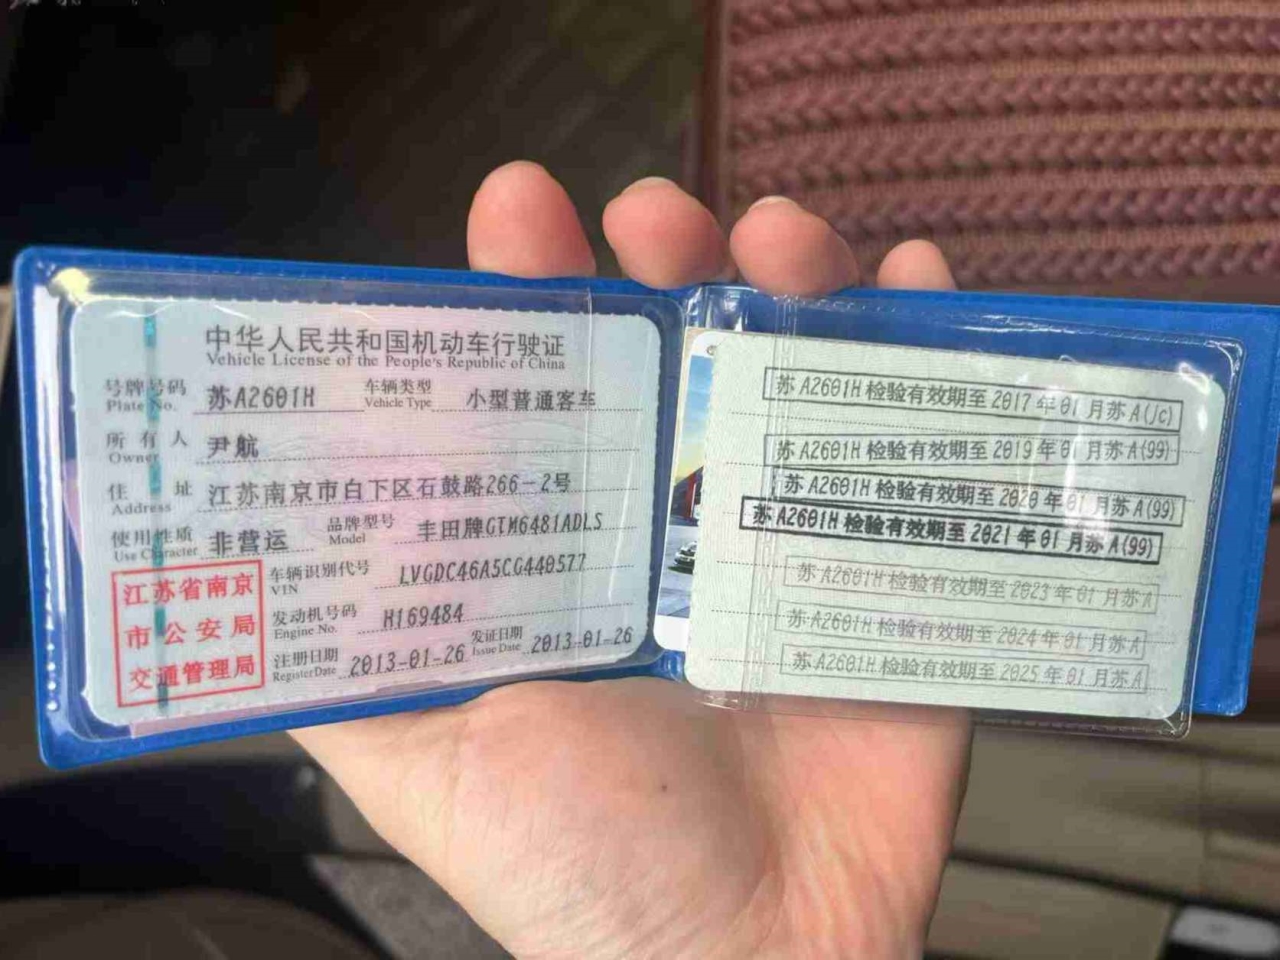 中华人民共和国机动车行驶证
Vehicle License of the People's Republic of China
号牌号码 Plate No. 苏A2601H 车辆类型 Vehicle Type 小型普通客车
所有人 Owner 尹航
住址 Address 江苏南京市白下区石鼓路266-2号
使用性质 Use Character 非营运 品牌型号 Model 丰田牌GTM6481ADLS
车辆识别代号 VIN LVGDC46A5CG440577
发动机号码 Engine No. H169484
注册日期 Register Date 2013-01-26 发证日期 Issue Date 2013-01-26
江苏省南京
市公安局
交通管理局
苏A2601H检验有效期至2017年01月苏A(Jc)
苏A2601H检验有效期至2019年01月苏A(99)
苏A2601H检验有效期至2020年01月苏A(99)
苏A2601H检验有效期至2021年01月苏A(99)
苏A2601H检验有效期至2023年01月苏A
苏A2601H检验有效期至2024年01月苏A
苏A2601H检验有效期至2025年01月苏A